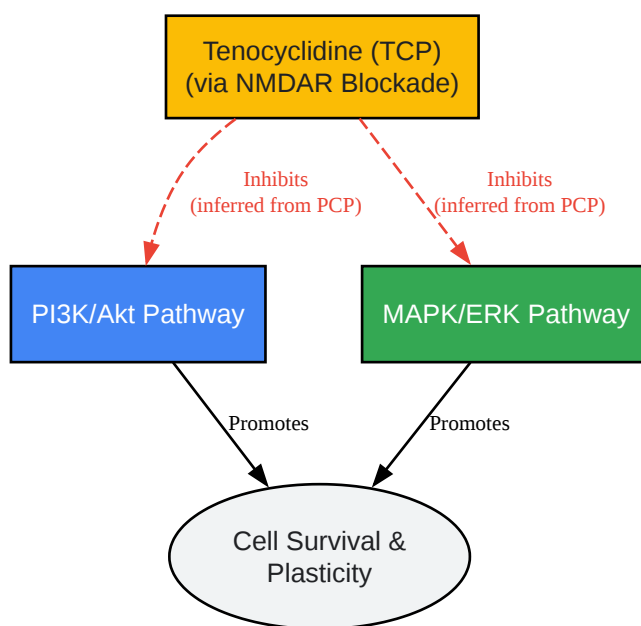 Tenocyclidine (TCP)
(via NMDAR Blockade)
Inhibits
(inferred from PCP)
Inhibits
(inferred from PCP)
PI3K/Akt Pathway
MAPK/ERK Pathway
Promotes
Promotes
Cell Survival &
Plasticity